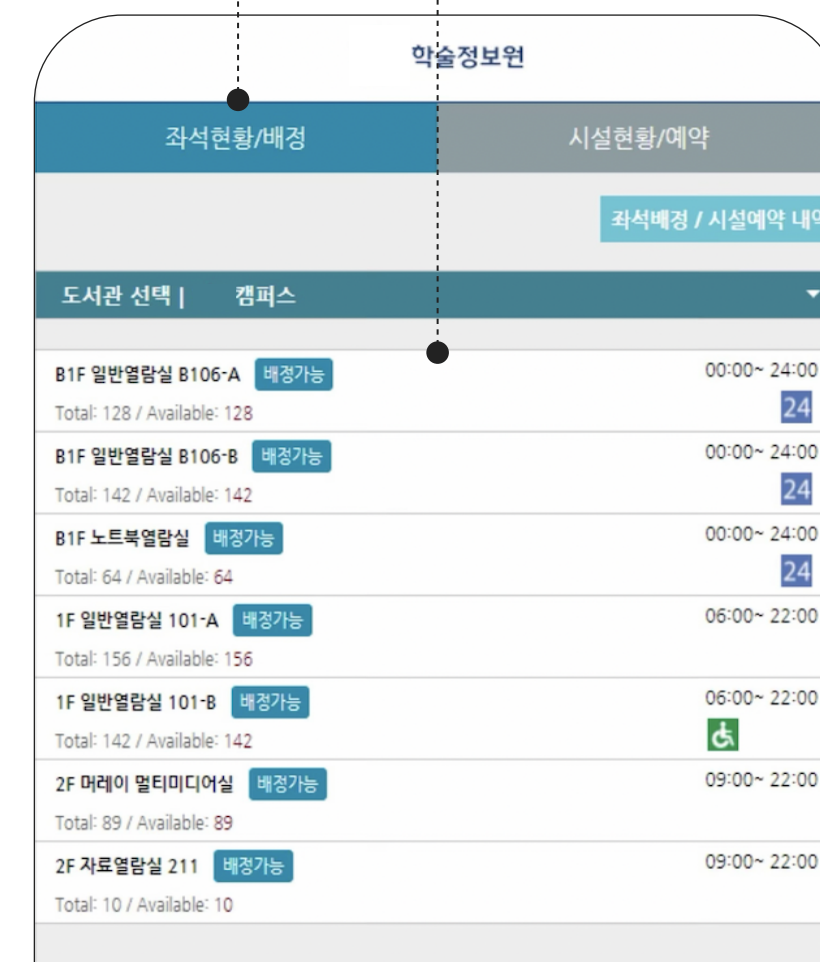 학술정보원
좌석현황/배정 시설현황/예약
좌석배정 / 시설예약
도서관 선택 | 캠퍼스
B1F 일반열람실 B106-A 배정가능 00:00~ 24:00
Total: 128 / Available: 128 24
B1F 일반열람실 B106-B 배정가능 00:00~ 24:00
Total: 142 / Available: 142 24
B1F 노트북열람실 배정가능 00:00~ 24:00
Total: 64 / Available: 64 24
1F 일반열람실 101-A 배정가능 06:00~ 22:00
Total: 156 / Available: 156
1F 일반열람실 101-B 배정가능 06:00~ 22:00
Total: 142 / Available: 142
2F 머레이 멀티미디어실 배정가능 09:00~ 22:00
Total: 89 / Available: 89
2F 자료열람실 211 배정가능 09:00~ 22:00
Total: 10 / Available: 10